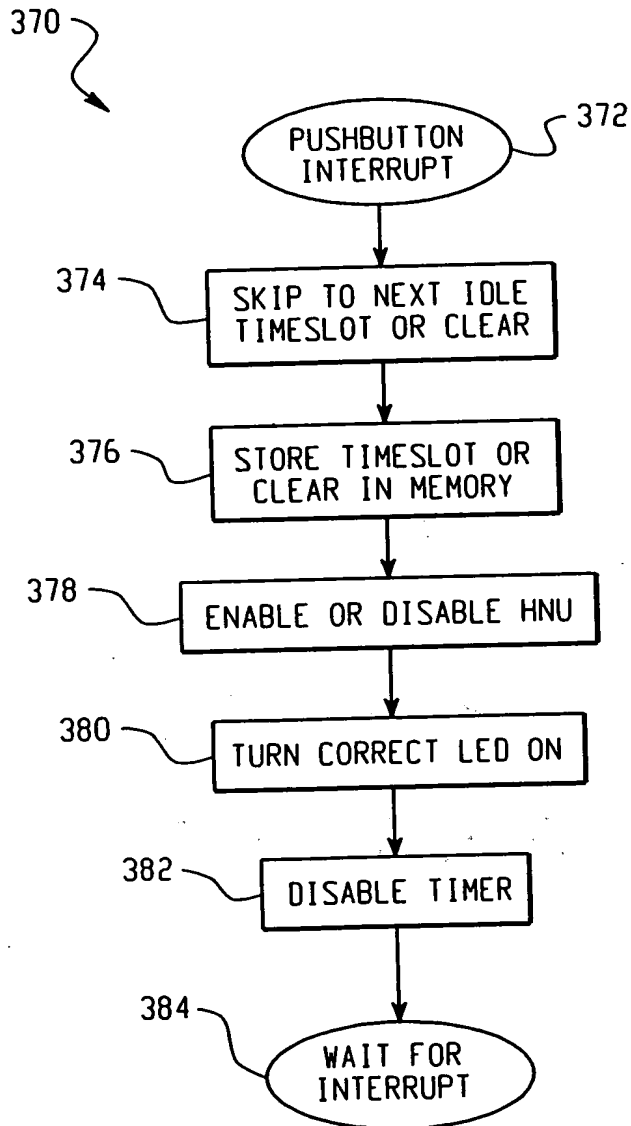 370
PUSHBUTTON
INTERRUPT
372
374
SKIP TO NEXT IDLE
TIMESLOT OR CLEAR
376
STORE TIMESLOT OR
CLEAR IN MEMORY
378
ENABLE OR DISABLE HNU
380
TURN CORRECT LED ON
382
DISABLE TIMER
384
WAIT FOR
INTERRUPT